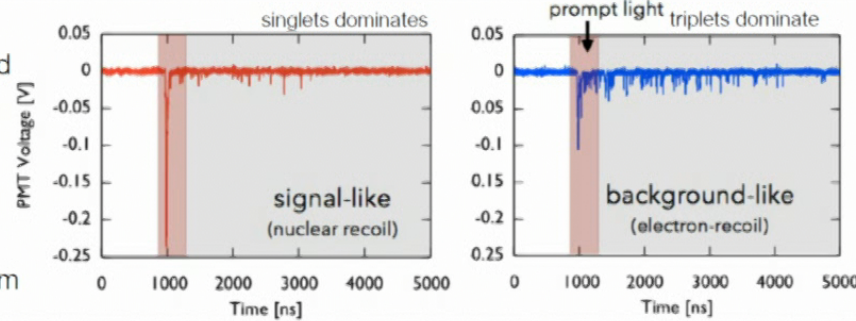 singlets dominates
0.05
0
-0.05
-0.1
-0.15
-0.2
-0.25
PMT Voltage [V]
signal-like
(nuclear recoil)
0 1000 2000 3000 4000 5000
Time [ns]
prompt light
triplets dominate
0.05
0
0.05
-0.1
0.15
-0.2
0.25
background-like
(electron-recoil)
0 1000 2000 3000 4000 5000
Time [ns]
d
m